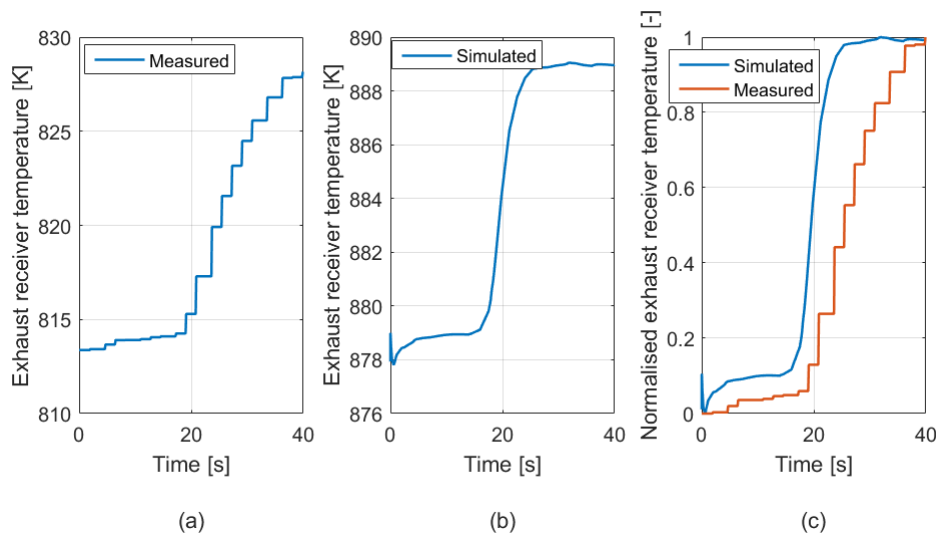 Exhaust receiver temperature [K]
830
825
820
815
810
Measured
0
20
40
Time [s]
(a)
Exhaust receiver temperature [K]
890
888
886
884
882
880
878
876
Simulated
0
20
40
Time [s]
(b)
Normalised exhaust receiver temperature [-]
1
0.8
0.6
0.4
0.2
0
Simulated
Measured
0
20
40
Time [s]
(c)